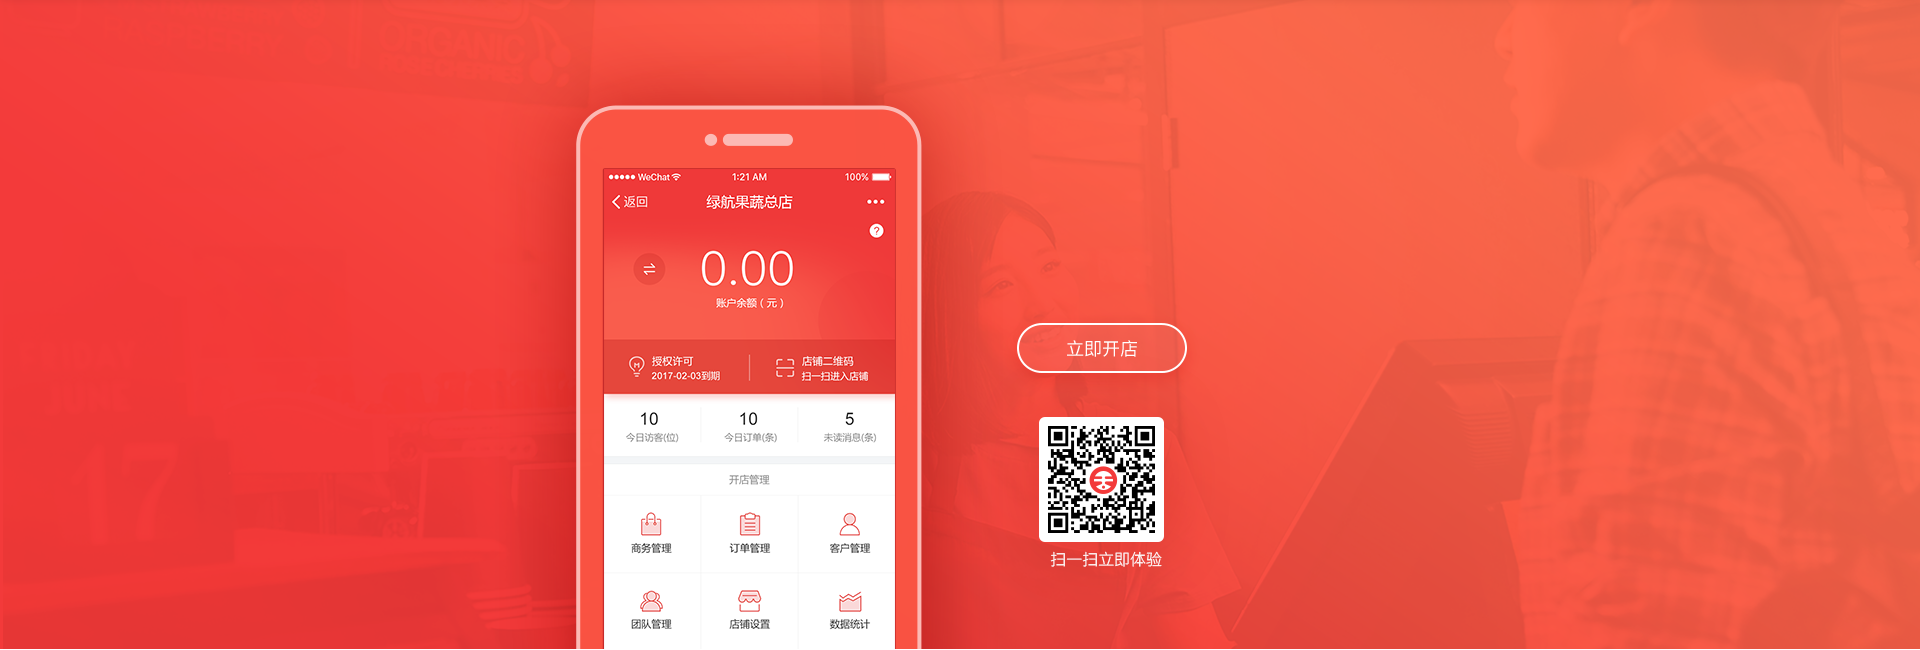 WeChat 1:21 AM 100%
返回 绿航果蔬总店
?
0.00
账户余额 ( 元 )
授权许可
2017-02-03到期
店铺二维码
扫一扫进入店铺
10 10 5
今日访客(位) 今日订单(条) 未读消息(条)
开店管理
商务管理 订单管理 客户管理
团队管理 店铺设置 数据统计
立即开店
扫一扫立即体验
ORGANIC
17